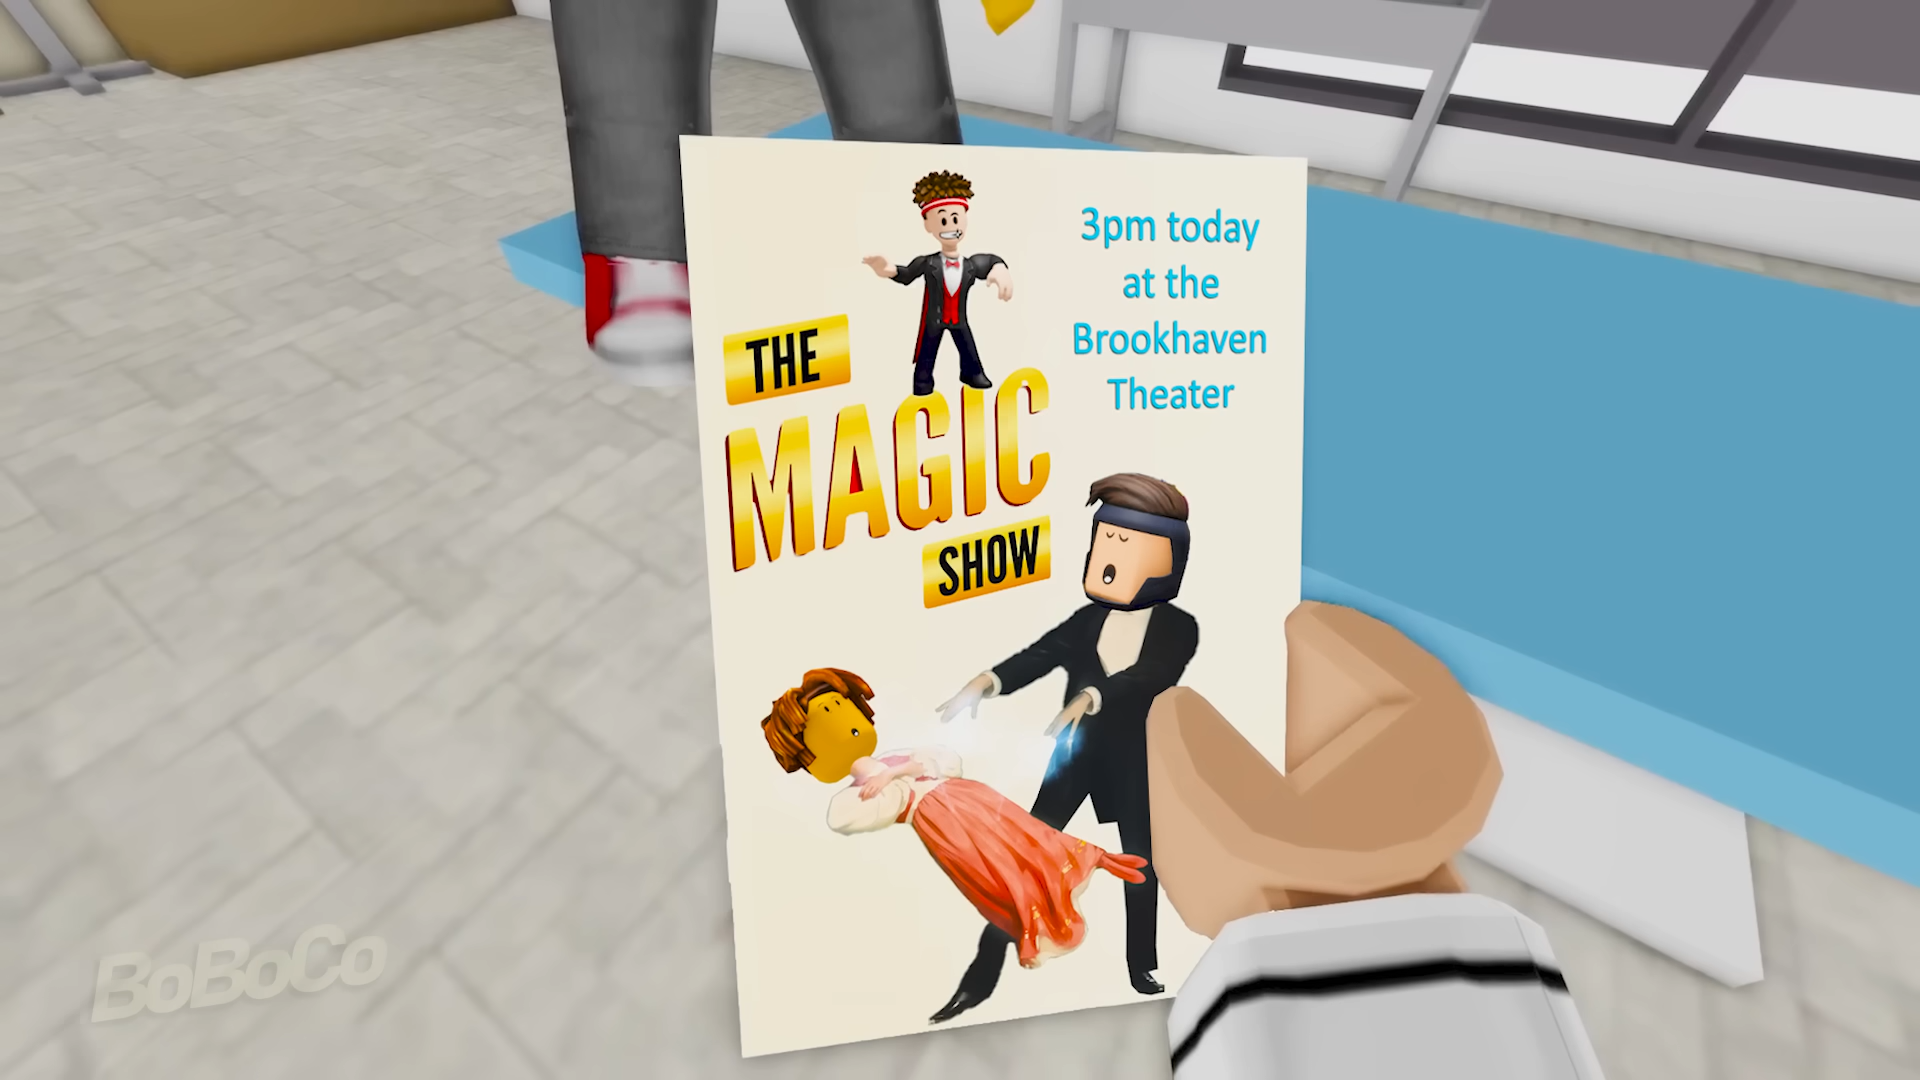 3pm today
at the
Brookhaven
Theater
THE
MAGIC
SHOW
BoBoCo